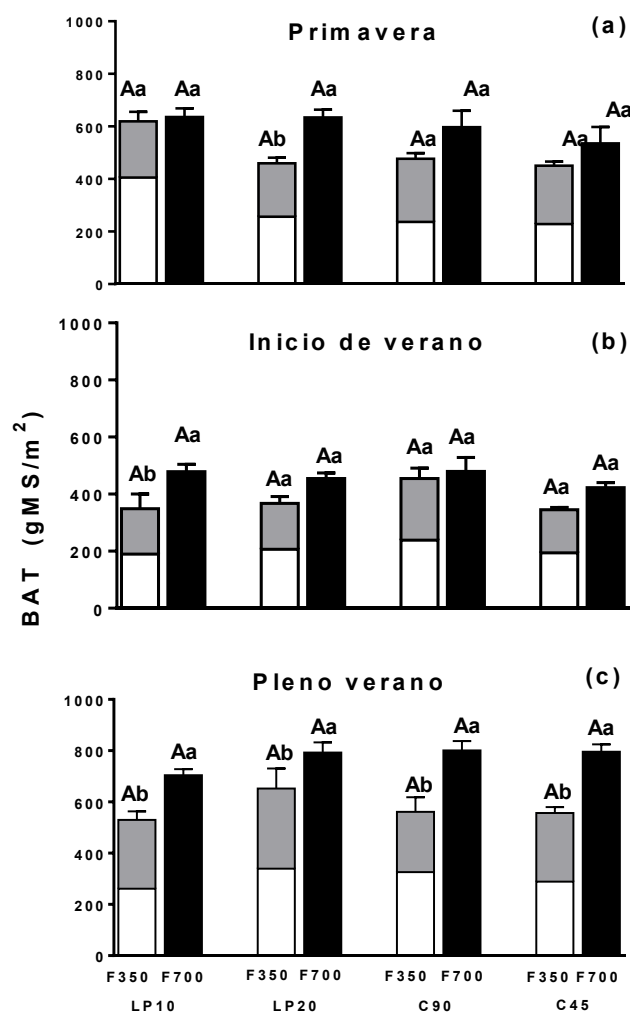 Primavera (a)
1000
800
600
400
200
0
Aa Aa Ab Aa Aa Aa Aa Aa
Inicio de verano (b)
1000
800
600
400
200
0
Ab Aa Aa Aa Aa Aa Aa Aa
BAT (gMS/m²)
Pleno verano (c)
1000
800
600
400
200
0
Ab Aa Ab Aa Ab Aa Ab Aa
F350 F700 F350 F700 F350 F700 F350 F700
LP10 LP20 C90 C45